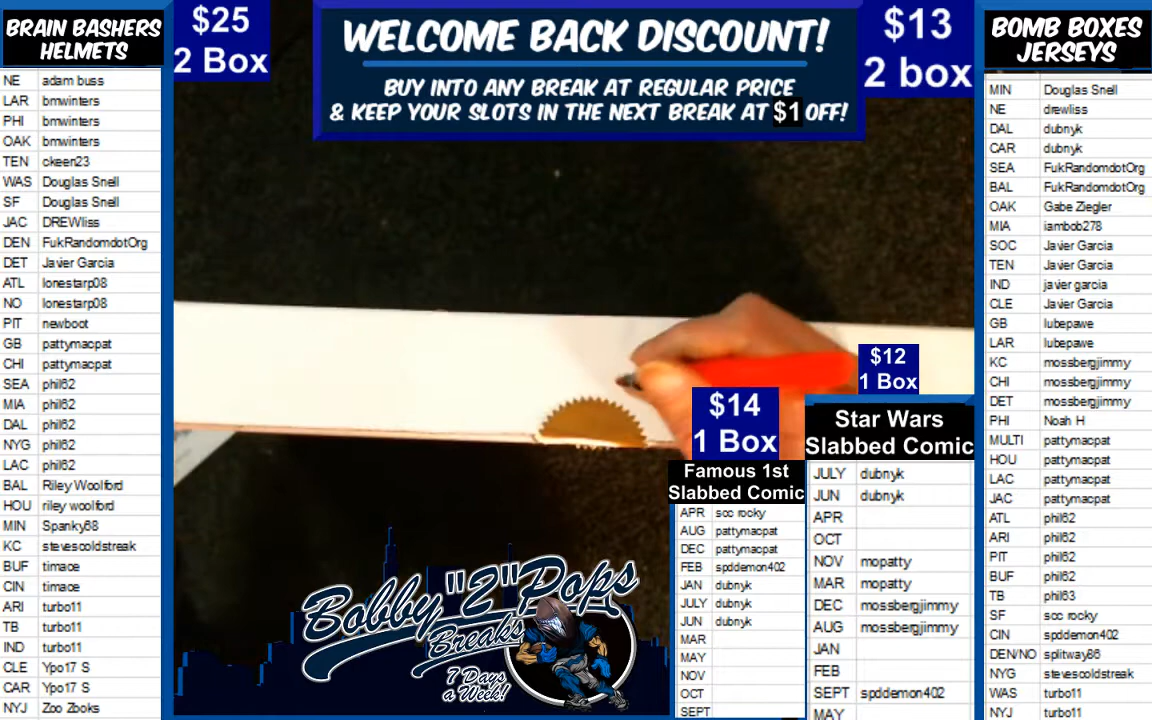 BRAIN BASHERS
HELMETS
NE adam buss
LAR bmwinters
PHI bmwinters
OAK bmwinters
TEN ckeen23
WAS Douglas Snell
SF Douglas Snell
JAC DREWliss
DEN FukRandomdotOrg
DET Javier Garcia
ATL lonestarp08
NO lonestarp08
PIT newboot
GB pattymacpat
CHI pattymacpat
SEA phil62
MIA phil62
DAL phil62
NYG phil62
LAC phil62
BAL Riley Woolford
HOU riley woolford
MIN Spanky68
KC stevescoldstreak
BUF timace
CIN timace
ARI turbo11
TB turbo11
IND turbo11
CLE Ypo17 S
CAR Ypo17 S
NYJ Zoo Zboks
$25
2 Box
WELCOME BACK DISCOUNT!
BUY INTO ANY BREAK AT REGULAR PRICE
& KEEP YOUR SLOTS IN THE NEXT BREAK AT $1 OFF!
$13
2 box
$14
1 Box
Famous 1st
Slabbed Comic
APR scc rocky
AUG pattymacpat
DEC pattymacpat
FEB spddemon402
JAN dubnyk
JULY dubnyk
JUN dubnyk
MAR
MAY
NOV
OCT
SEPT
$12
1 Box
Star Wars
Slabbed Comic
JULY dubnyk
JUN dubnyk
APR
OCT
NOV mopatty
MAR mopatty
DEC mossbergjimmy
AUG mossbergjimmy
JAN
FEB
SEPT spddemon402
MAY
Bobby "2" Pops
Breaks
7 Days
a Week!
BOMB BOXES
JERSEYS
MIN Douglas Snell
NE drewliss
DAL dubnyk
CAR dubnyk
SEA FukRandomdotOrg
BAL FukRandomdotOrg
OAK Gabe Ziegler
MIA iambob278
SOC Javier Garcia
TEN Javier Garcia
IND javier garcia
CLE Javier Garcia
GB lubepawe
LAR lubepawe
KC mossbergjimmy
CHI mossbergjimmy
DET mossbergjimmy
PHI Noah H
MULTI pattymacpat
HOU pattymacpat
LAC pattymacpat
JAC pattymacpat
ATL phil62
ARI phil62
PIT phil62
BUF phil62
TB phil63
SF scc rocky
CIN spddemon402
DEN/NO splitway86
NYG stevescoldstreak
WAS turbo11
NYJ turbo11